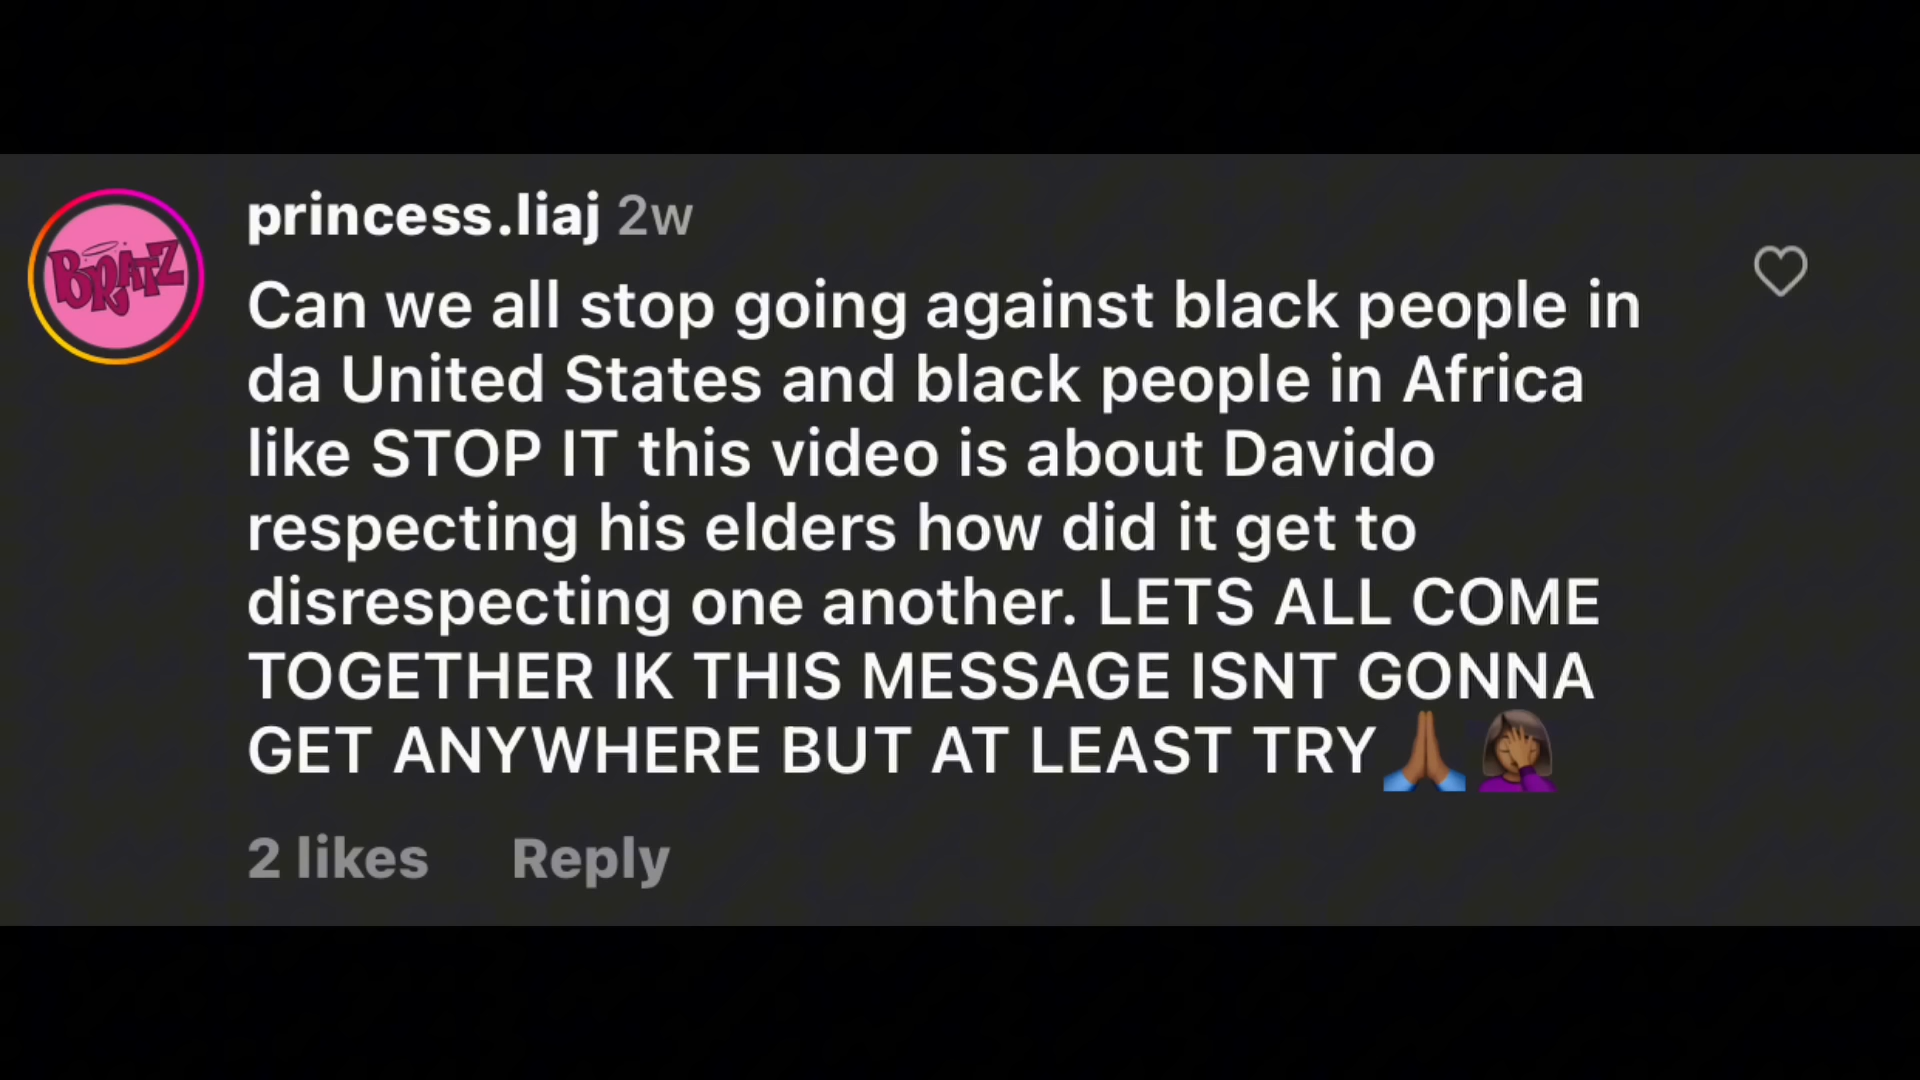 BRATZ
princess.liaj 2w
Can we all stop going against black people in
da United States and black people in Africa
like STOP IT this video is about Davido
respecting his elders how did it get to
disrespecting one another. LETS ALL COME
TOGETHER IK THIS MESSAGE ISNT GONNA
GET ANYWHERE BUT AT LEAST TRY🙏🏾🤦🏾‍♀️
2 likes Reply